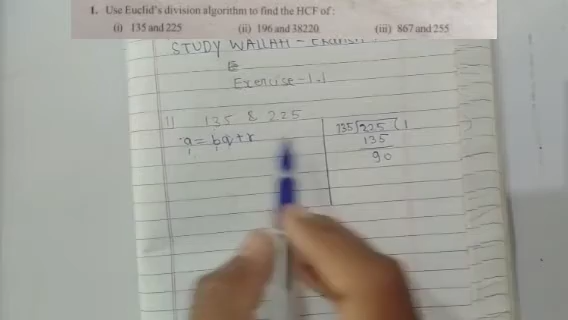 1. Use Euclid's division algorithm to find the HCF of :
(i) 135 and 225 (ii) 196 and 38220 (iii) 867 and 255
STUDY WALLAH -
E
Exercise - 1.1
1) 135 & 225
a = bq + r
135 225 1
135
90